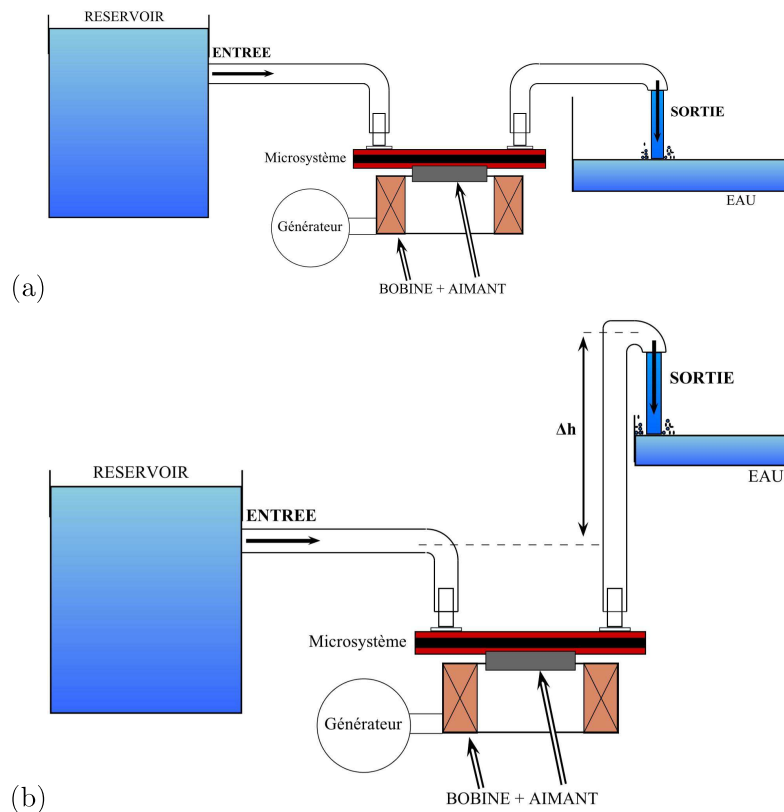 RESERVOIR
ENTREE
SORTIE
Microsystème
EAU
Générateur
BOBINE + AIMANT
(a)
SORTIE
Δh
RESERVOIR
EAU
ENTREE
Microsystème
Générateur
BOBINE + AIMANT
(b)